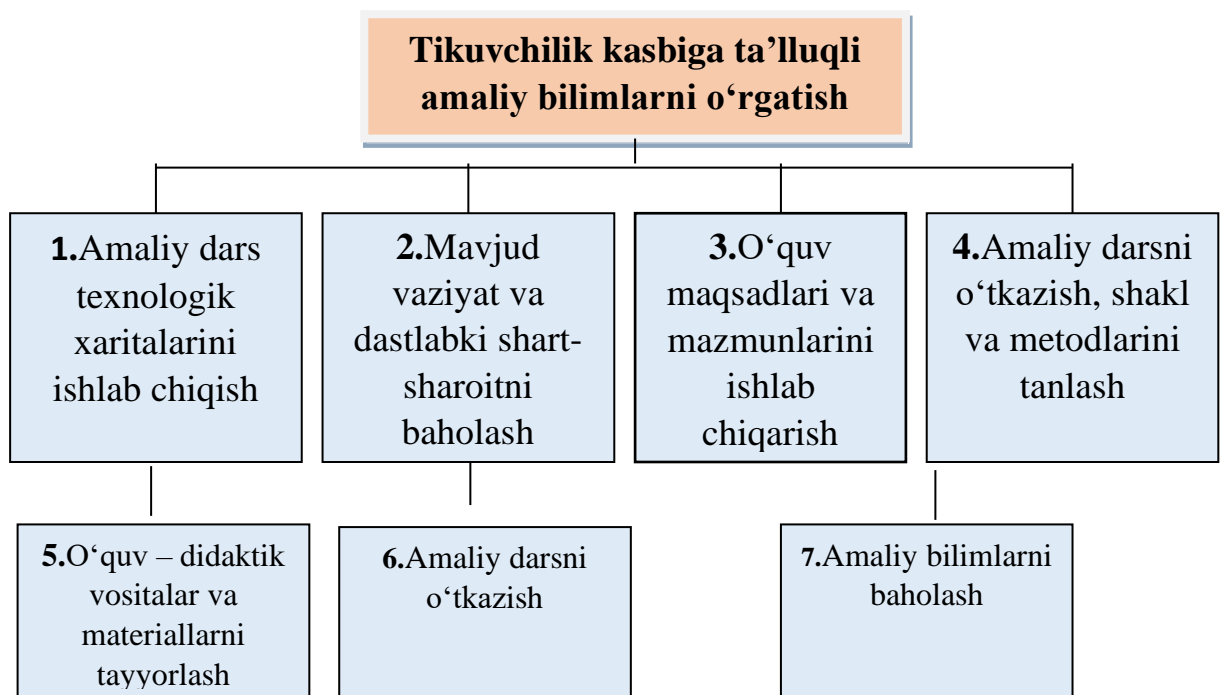 Tikuvchilik kasbiga ta’lluqli
amaliy bilimlarni o‘rgatish
1.Amaliy dars
texnologik
xaritalarini
ishlab chiqish
2.Mavjud
vaziyat va
dastlabki shart-
sharoitni
baholash
3.O‘quv
maqsadlari va
mazmunlarini
ishlab
chiqarish
4.Amaliy darsni
o‘tkazish, shakl
va metodlarini
tanlash
5.O‘quv – didaktik
vositalar va
materiallarni
tayyorlash
6.Amaliy darsni
o‘tkazish
7.Amaliy bilimlarni
baholash